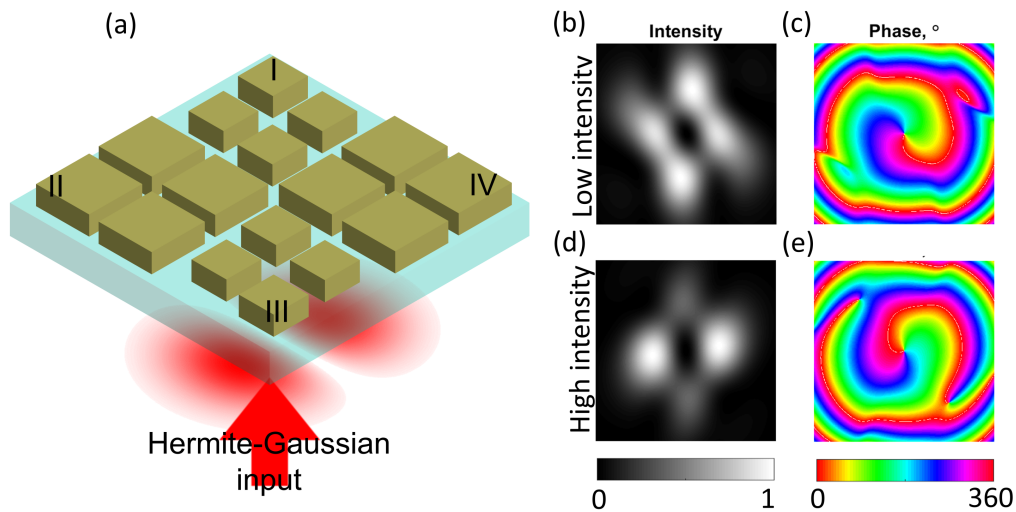 (a)
I
II
IV
III
Hermite-Gaussian
input
(b)
Intensity
Low intensity
(c)
Phase, °
(d)
High intensity
(e)
0
1
0
360